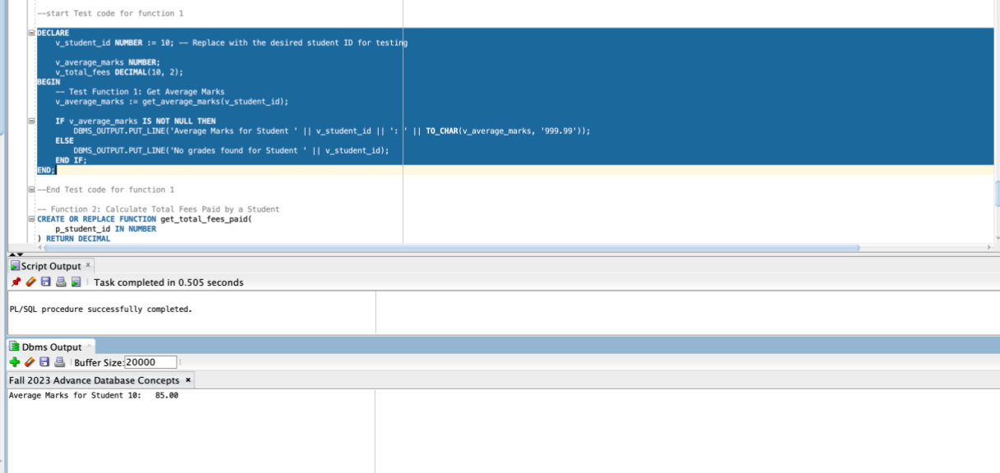 --start Test code for function 1
DECLARE
v_student_id NUMBER := 10; -- Replace with the desired student ID for testing
v_average_marks NUMBER;
v_total_fees DECIMAL(10, 2);
BEGIN
-- Test Function 1: Get Average Marks
v_average_marks := get_average_marks(v_student_id);
IF v_average_marks IS NOT NULL THEN
DBMS_OUTPUT.PUT_LINE('Average Marks for Student ' || v_student_id || ': ' || TO_CHAR(v_average_marks, '999.99'));
ELSE
DBMS_OUTPUT.PUT_LINE('No grades found for Student ' || v_student_id);
END IF;
END;
--End Test code for function 1
-- Function 2: Calculate Total Fees Paid by a Student
CREATE OR REPLACE FUNCTION get_total_fees_paid(
p_student_id IN NUMBER
) RETURN DECIMAL
Script Output ×
Task completed in 0.505 seconds
PL/SQL procedure successfully completed.
Dbms Output ×
Buffer Size: 20000
Fall 2023 Advance Database Concepts ×
Average Marks for Student 10:   85.00